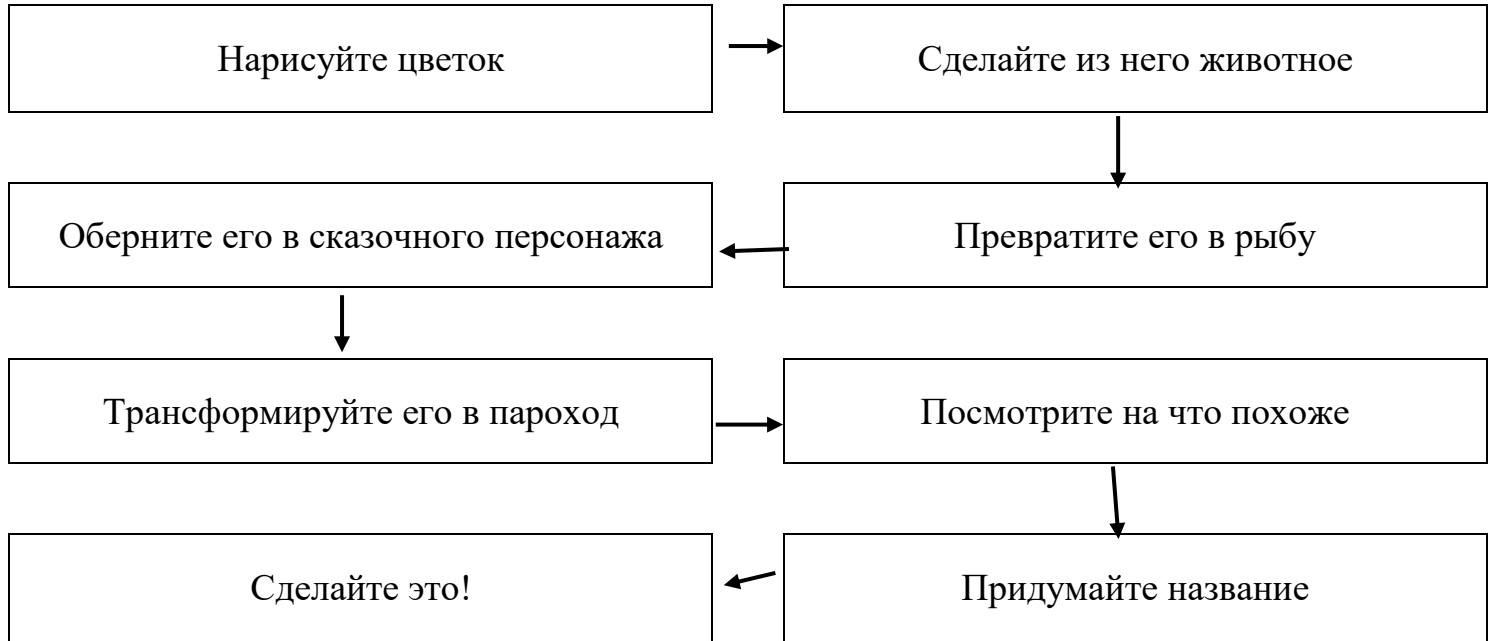 Нарисуйте цветок
Сделайте из него животное
Превратите его в рыбу
Оберните его в сказочного персонажа
Трансформируйте его в пароход
Посмотрите на что похоже
Придумайте название
Сделайте это!